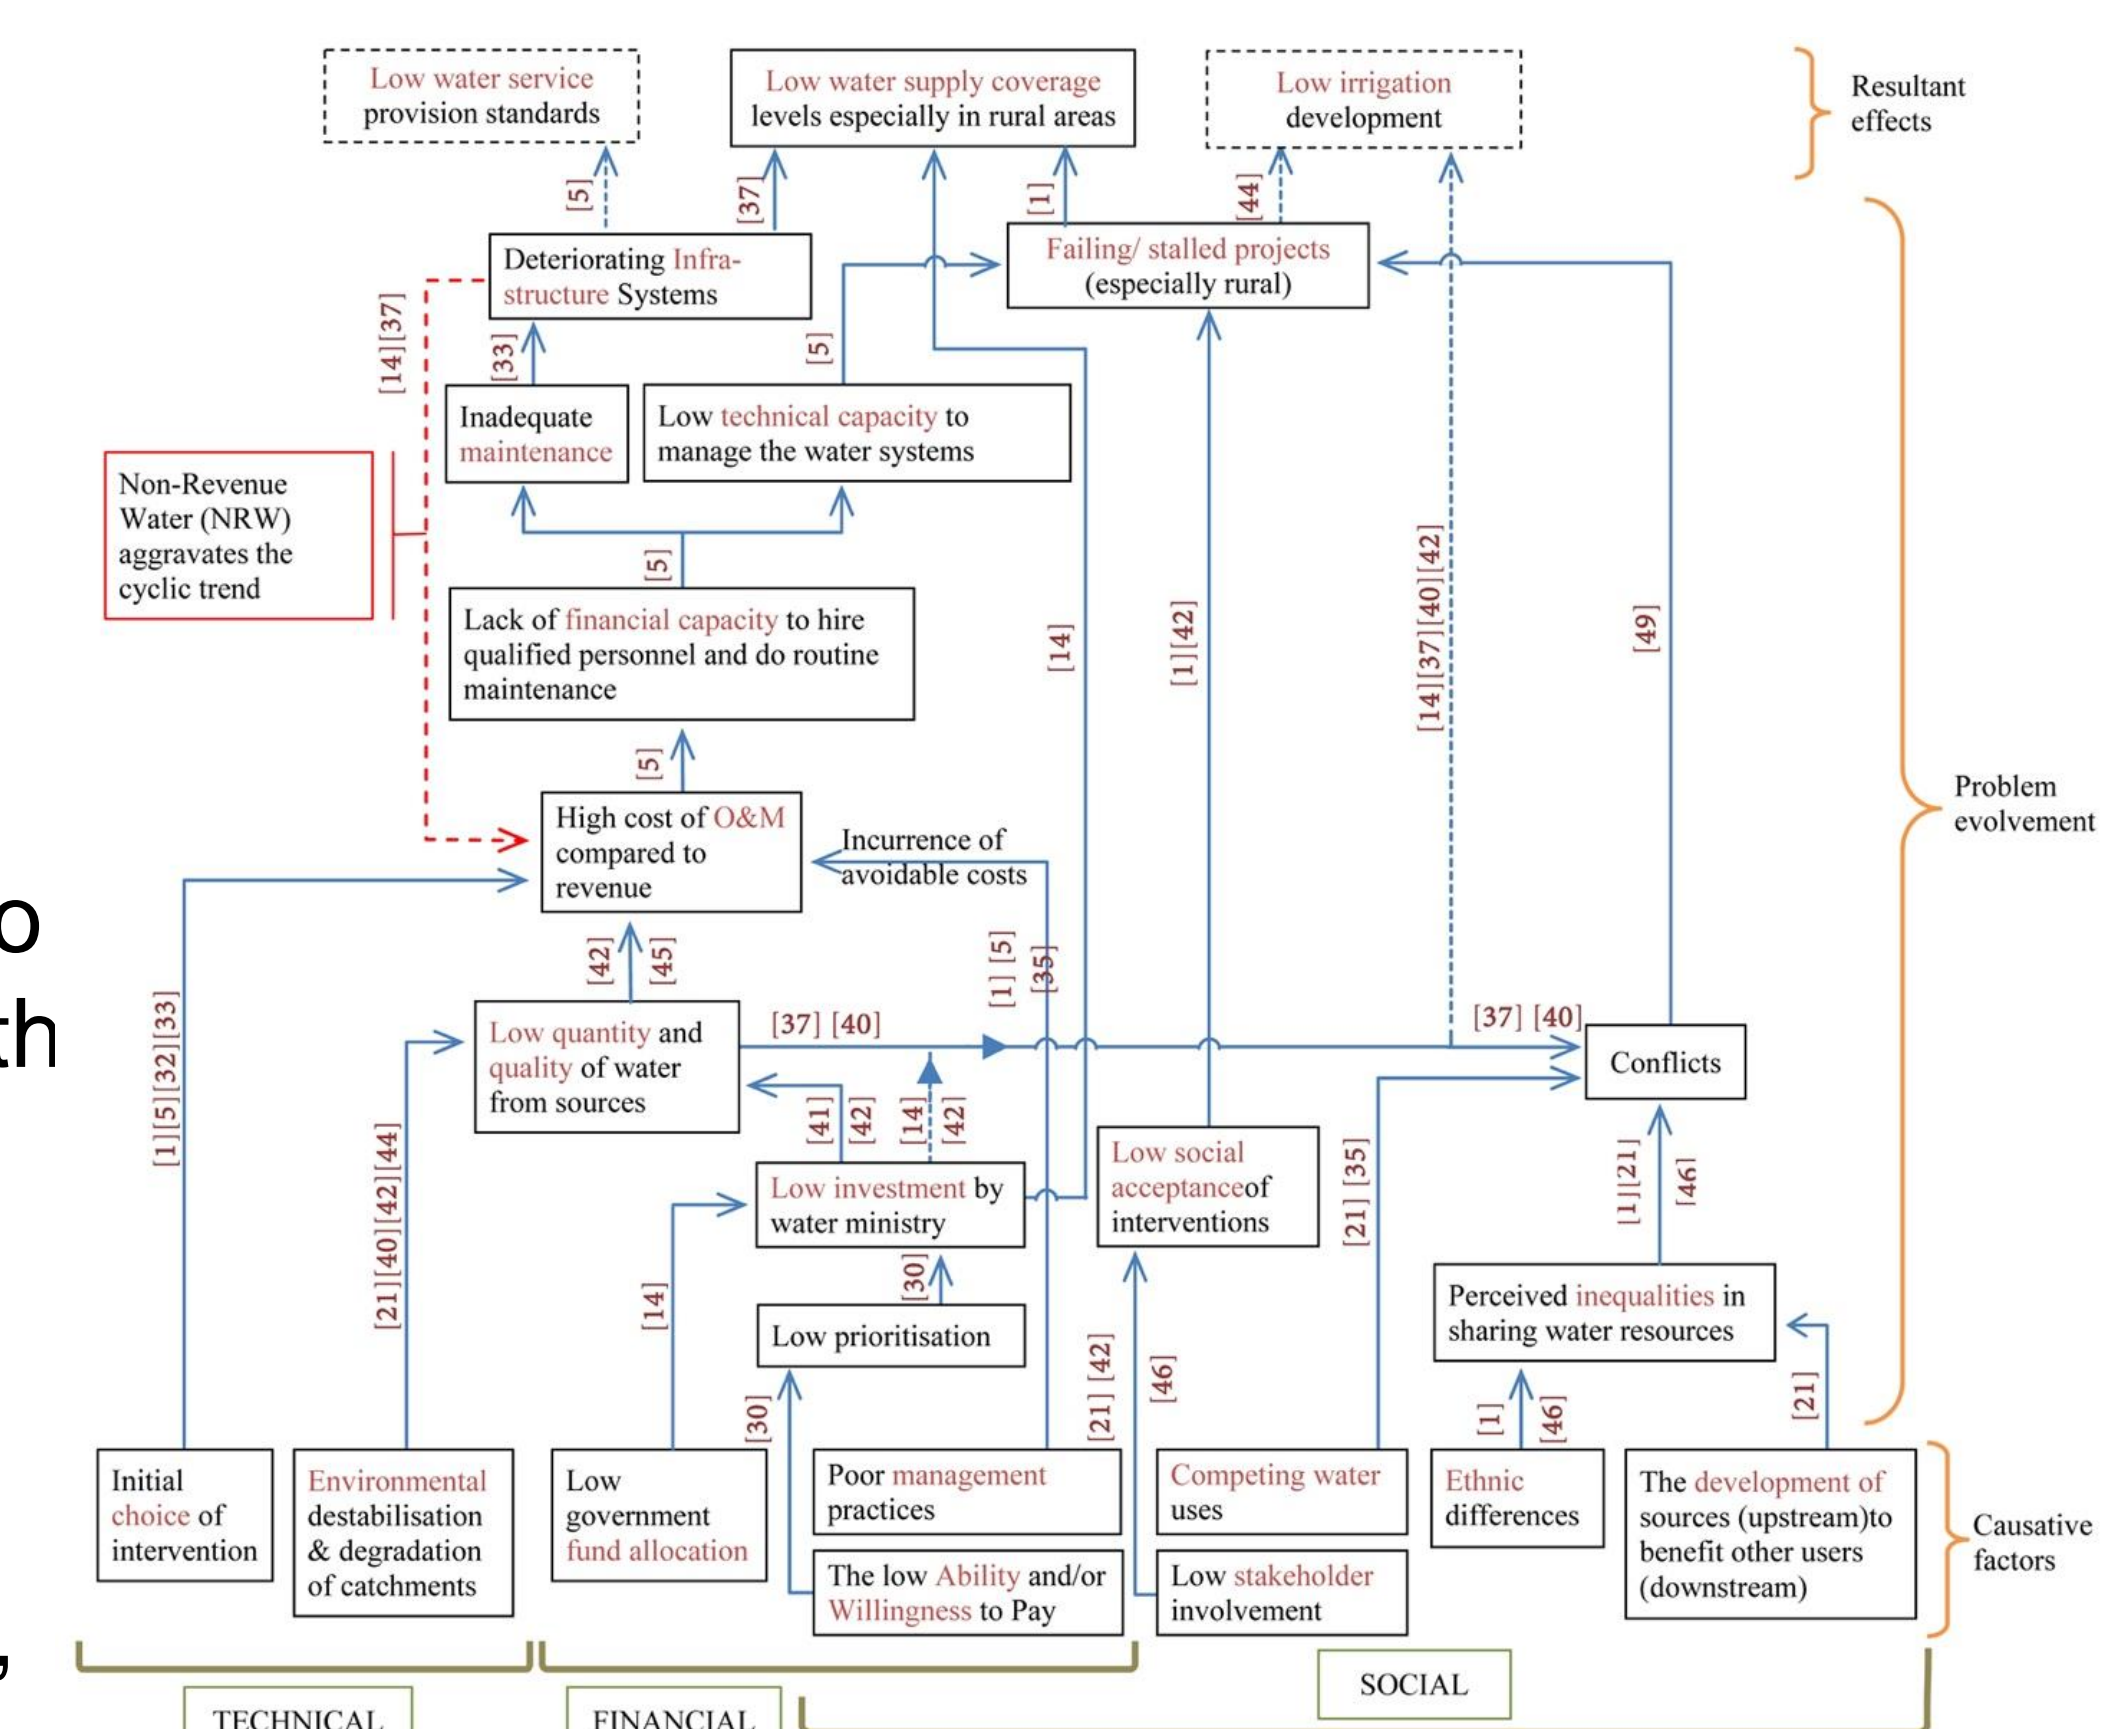 Low water service
provision standards
Low water supply coverage
levels especially in rural areas
Low irrigation
development
Resultant
effects
[5]
[37]
[1]
[44]
Deteriorating Infra-
structure Systems
Failing/ stalled projects
(especially rural)
[14][37]
[33]
[5]
Inadequate
maintenance
Low technical capacity to
manage the water systems
Non-Revenue
Water (NRW)
aggravates the
cyclic trend
[5]
Lack of financial capacity to hire
qualified personnel and do routine
maintenance
[14]
[1][42]
[14][37][40][42]
[49]
Problem
evolvement
[5]
High cost of O&M
compared to
revenue
Incurrence of
avoidable costs
o
th
,
[42]
[45]
[1] [5]
[35]
[1][5][32][33]
Low quantity and
quality of water
from sources
[37] [40]
[37] [40]
Conflicts
[41]
[42]
[14]
[42]
[21][40][42][44]
Low investment by
water ministry
Low social
acceptanceof
interventions
[21] [35]
[1][21]
[46]
[14]
[30]
Low prioritisation
Perceived inequalities in
sharing water resources
[30]
[21] [42]
[46]
[1]
[46]
[21]
Initial
choice of
intervention
Environmental
destabilisation
& degradation
of catchments
Low
government
fund allocation
Poor management
practices
The low Ability and/or
Willingness to Pay
Competing water
uses
Low stakeholder
involvement
Ethnic
differences
The development of
sources (upstream)to
benefit other users
(downstream)
Causative
factors
TECHNICAL
FINANCIAL
SOCIAL